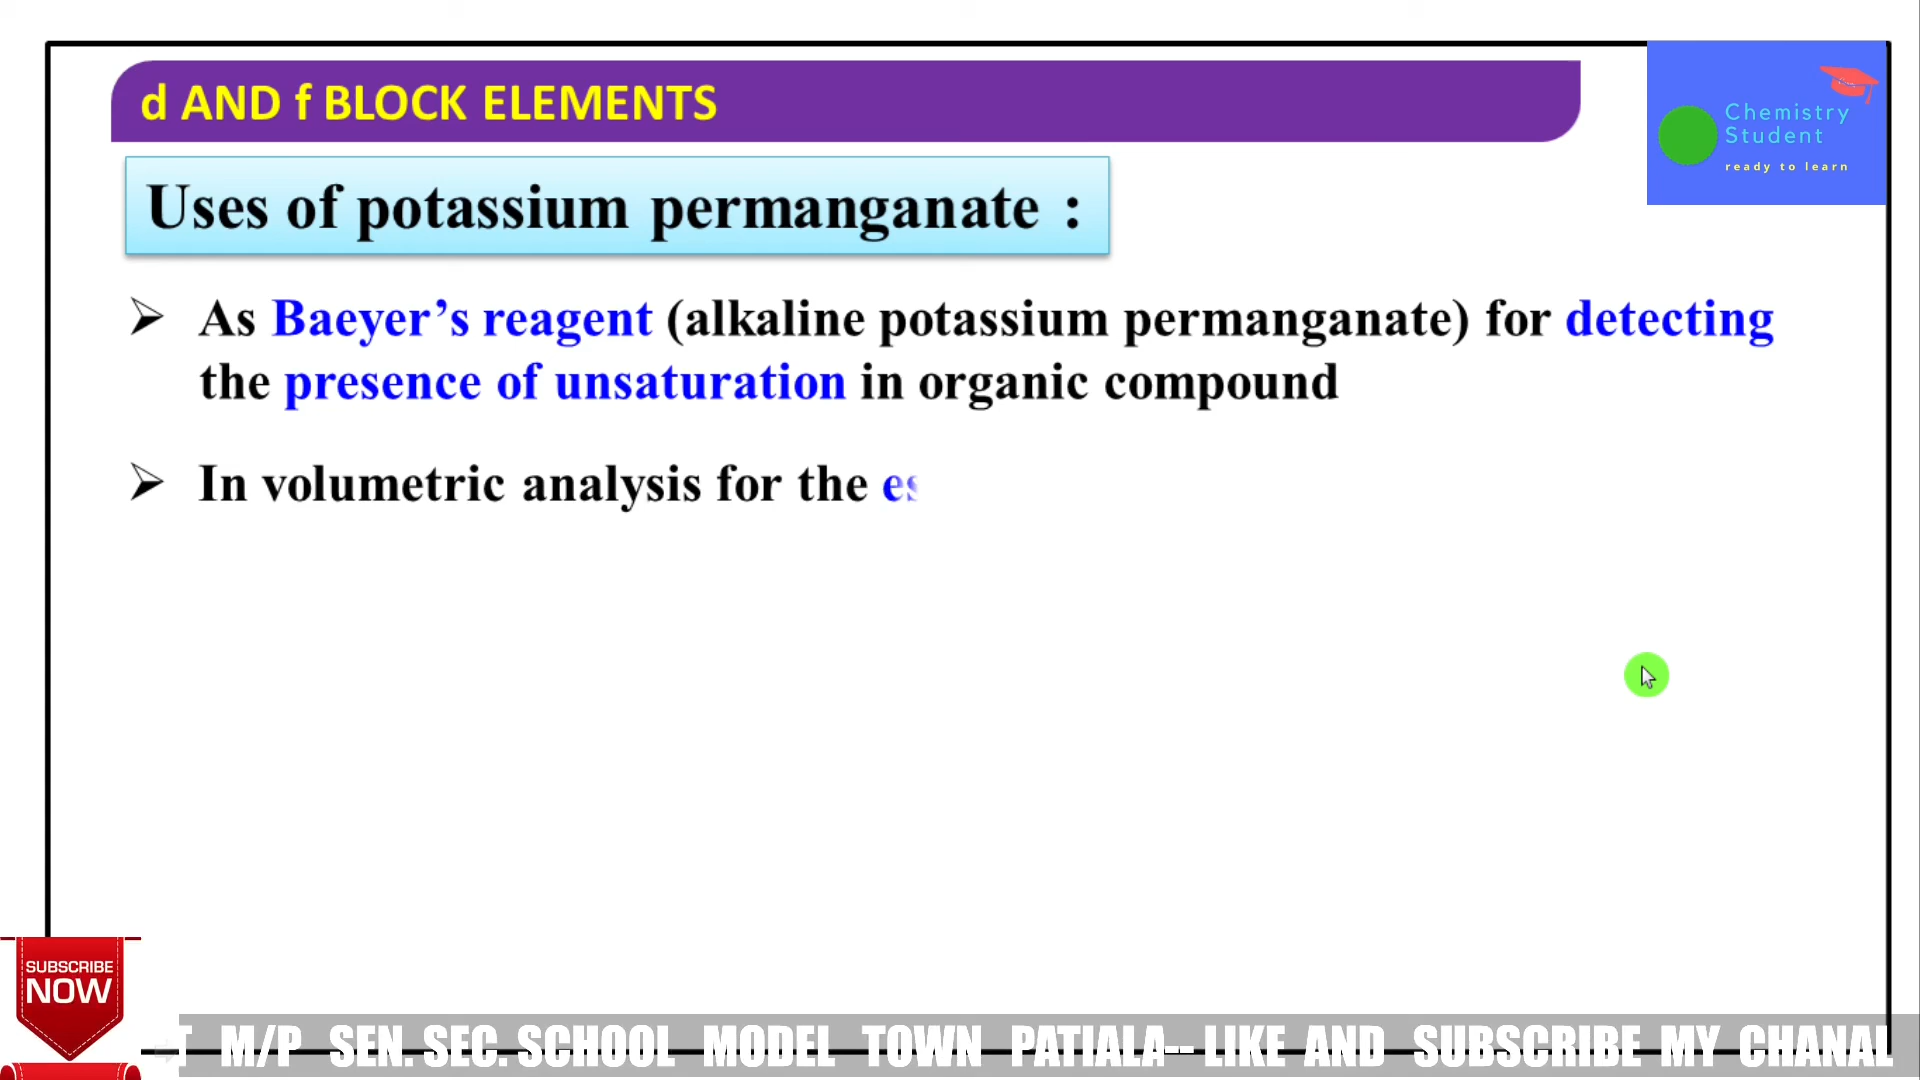 d AND f BLOCK ELEMENTS
Chemistry
Student
ready to learn
Uses of potassium permanganate :
As Baeyer’s reagent (alkaline potassium permanganate) for detecting
the presence of unsaturation in organic compound
In volumetric analysis for the es
SUBSCRIBE
NOW
T M/P SEN. SEC. SCHOOL MODEL TOWN PATIALA-- LIKE AND SUBSCRIBE MY CHANAL